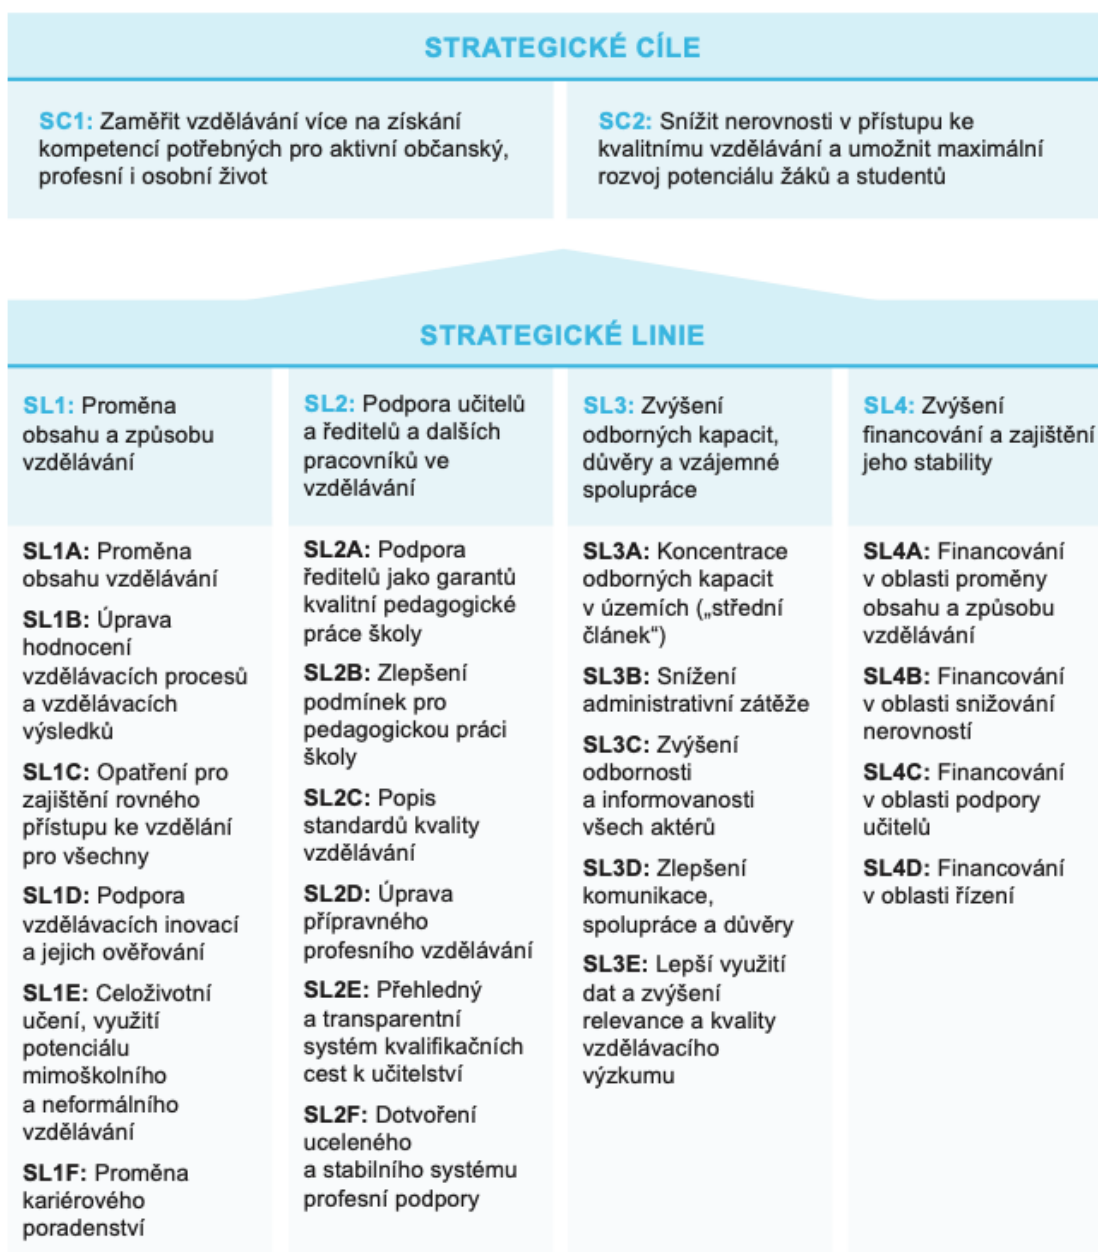 STRATEGICKÉ CÍLE
SC1: Zaměřit vzdělávání více na získání
kompetencí potřebných pro aktivní občanský,
profesní i osobní život
SC2: Snížit nerovnosti v přístupu ke
kvalitnímu vzdělávání a umožnit maximální
rozvoj potenciálu žáků a studentů
STRATEGICKÉ LINIE
SL1: Proměna
obsahu a způsobu
vzdělávání
SL1A: Proměna
obsahu vzdělávání
SL1B: Úprava
hodnocení
vzdělávacích procesů
a vzdělávacích
výsledků
SL1C: Opatření pro
zajištění rovného
přístupu ke vzdělání
pro všechny
SL1D: Podpora
vzdělávacích inovací
a jejich ověřování
SL1E: Celoživotní
učení, využití
potenciálu
mimoškolního
a neformálního
vzdělávání
SL1F: Proměna
kariérového
poradenství
SL2: Podpora učitelů
a ředitelů a dalších
pracovníků ve
vzdělávání
SL2A: Podpora
ředitelů jako garantů
kvalitní pedagogické
práce školy
SL2B: Zlepšení
podmínek pro
pedagogickou práci
školy
SL2C: Popis
standardů kvality
vzdělávání
SL2D: Úprava
přípravného
profesního vzdělávání
SL2E: Přehledný
a transparentní
systém kvalifikačních
cest k učitelství
SL2F: Dotvoření
uceleného
a stabilního systému
profesní podpory
SL3: Zvýšení
odborných kapacit,
důvěry a vzájemné
spolupráce
SL3A: Koncentrace
odborných kapacit
v územích („střední
článek“)
SL3B: Snížení
administrativní zátěže
SL3C: Zvýšení
odbornosti
a informovanosti
všech aktérů
SL3D: Zlepšení
komunikace,
spolupráce a důvěry
SL3E: Lepší využití
dat a zvýšení
relevance a kvality
vzdělávacího
výzkumu
SL4: Zvýšení
financování a zajištění
jeho stability
SL4A: Financování
v oblasti proměny
obsahu a způsobu
vzdělávání
SL4B: Financování
v oblasti snižování
nerovností
SL4C: Financování
v oblasti podpory
učitelů
SL4D: Financování
v oblasti řízení